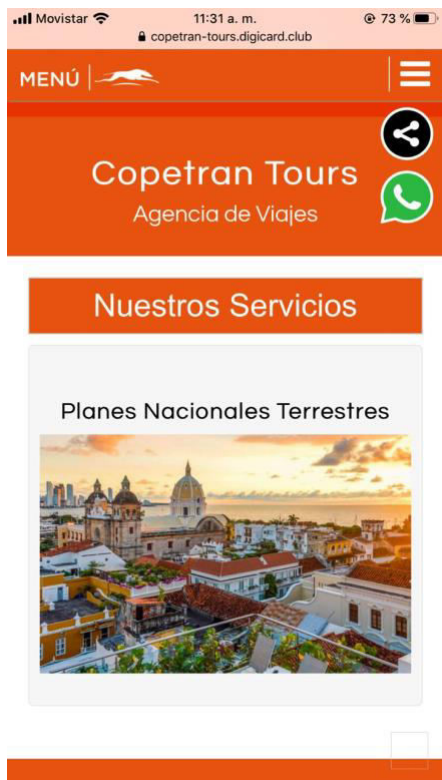 Movistar 11:31 a. m. 73 %
copetran-tours.digicard.club
MENÚ
Copetran Tours
Agencia de Viajes
Nuestros Servicios
Planes Nacionales Terrestres